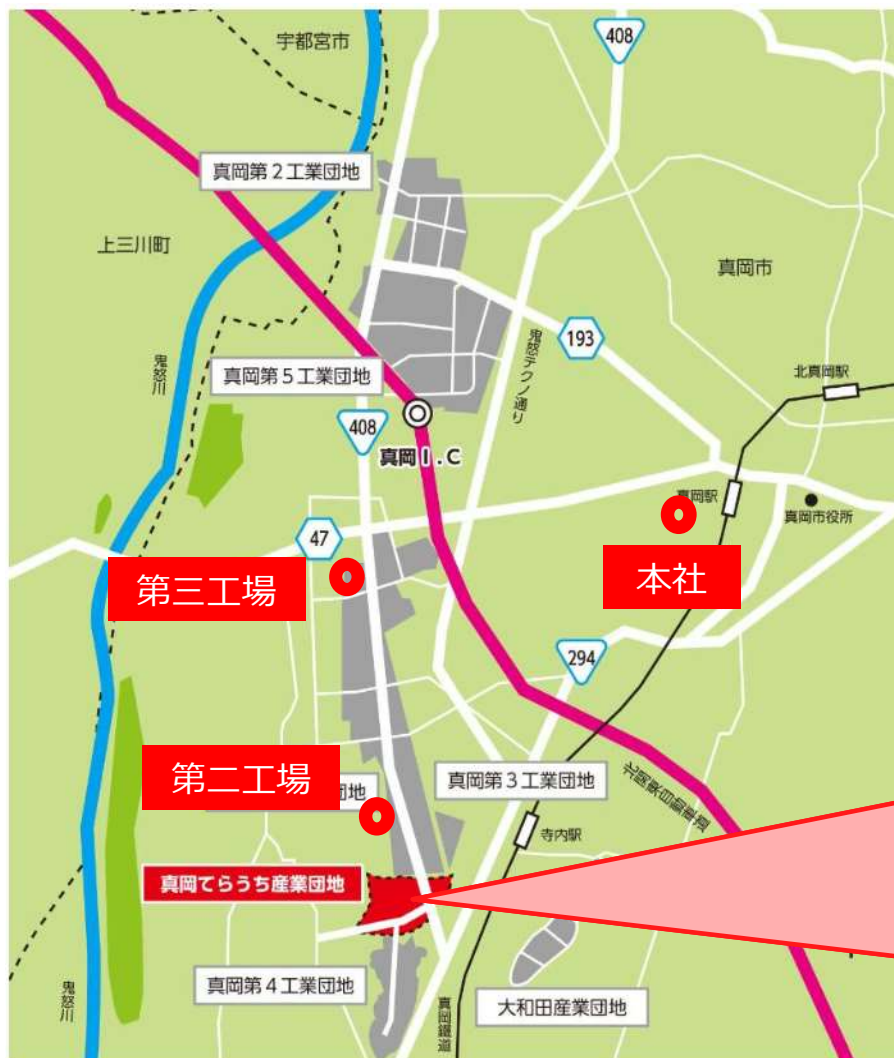 宇都宮市
408
真岡第2工業団地
上三川町
真岡市
鬼怒川
193
鬼怒テクノ通り
真岡第5工業団地
北真岡駅
408
真岡I.C
真岡駅
真岡市役所
47
第三工場
本社
294
第二工場
団地
真岡第3工業団地
北関東自動車道
寺内駅
真岡てらうち産業団地
真岡第4工業団地
大和田産業団地
鬼怒川
真岡鐵道